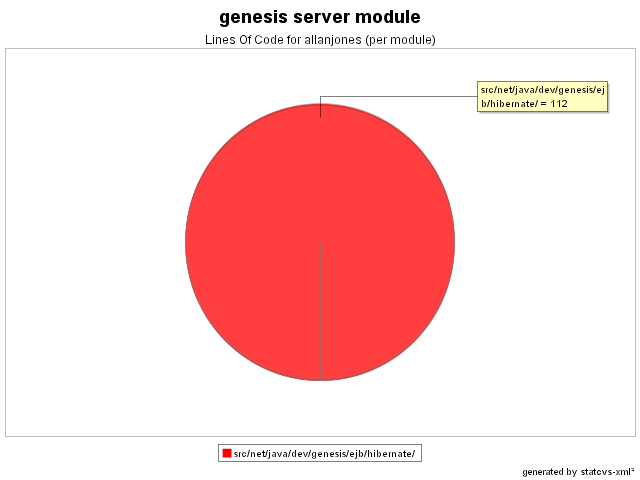 genesis server module
Lines Of Code for allanjones (per module)
src/net/java/dev/genesis/ej
b/hibernate/ = 112
src/net/java/dev/genesis/ejb/hibernate/
generated by statcvs-xml²